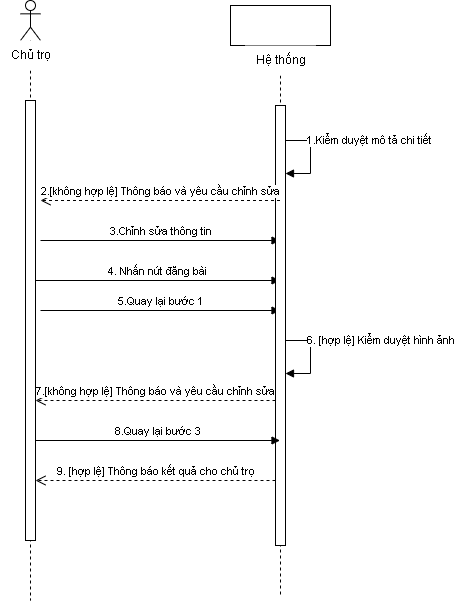 Chủ trọ
Hệ thống
1.Kiểm duyệt mô tả chi tiết
2.[không hợp lệ] Thông báo và yêu cầu chỉnh sửa
3.Chỉnh sửa thông tin
4. Nhấn nút đăng bài
5.Quay lại bước 1
6. [hợp lệ] Kiểm duyệt hình ảnh
7.[không hợp lệ] Thông báo và yêu cầu chỉnh sửa
8.Quay lại bước 3
9. [hợp lệ] Thông báo kết quả cho chủ trọ